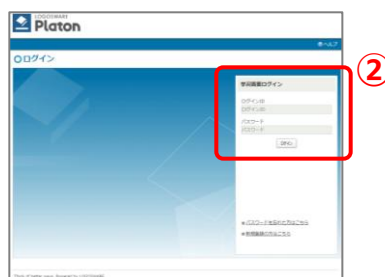 LOGOSWARE
Platon
ヘルプ
ログイン
②
学習画面ログイン
ログインID
ログインID
パスワード
パスワード
ログイン
パスワードを忘れた方はこちら
新規登録の方はこちら